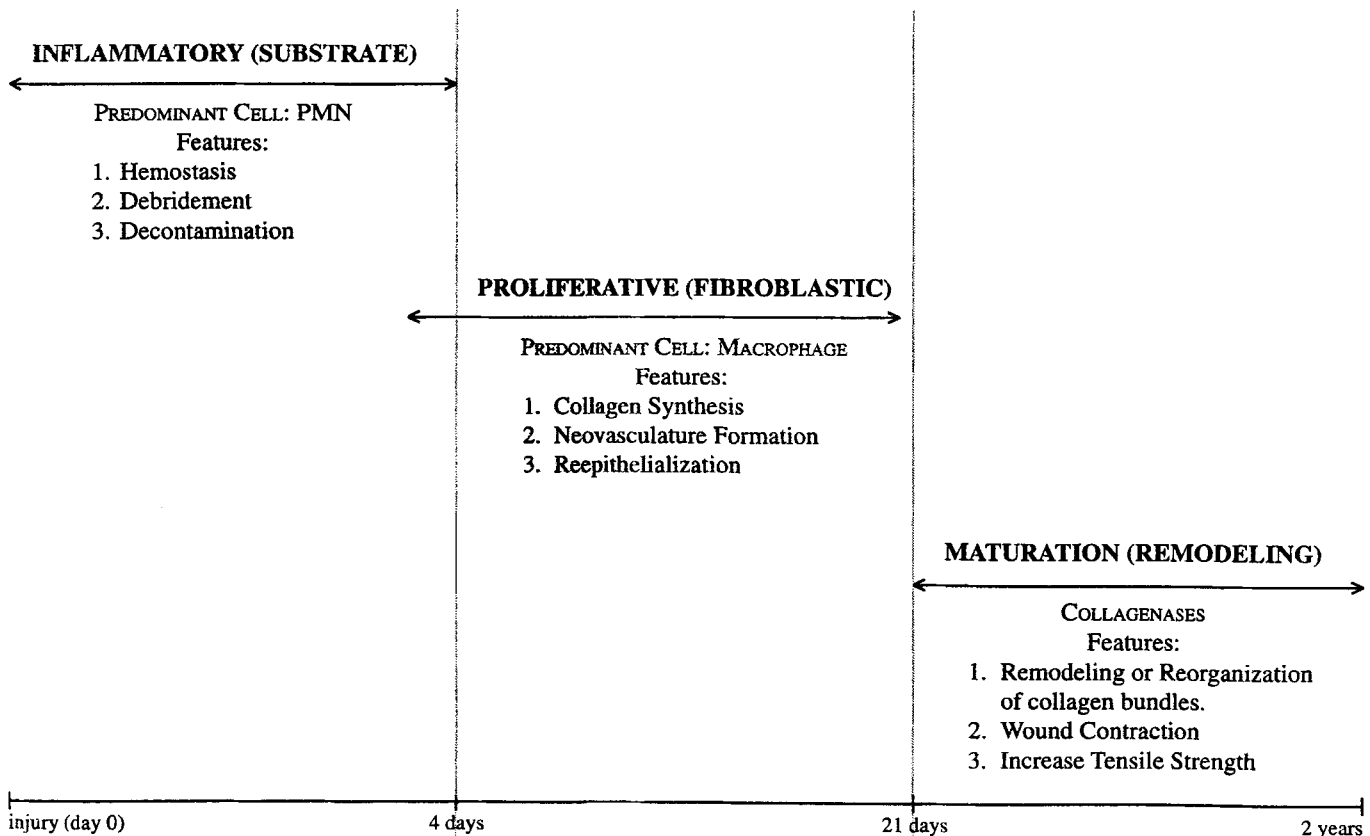 INFLAMMATORY (SUBSTRATE)
PREDOMINANT CELL: PMN
Features:
1. Hemostasis
2. Debridement
3. Decontamination
PROLIFERATIVE (FIBROBLASTIC)
PREDOMINANT CELL: MACROPHAGE
Features:
1. Collagen Synthesis
2. Neovasculature Formation
3. Reepithelialization
MATURATION (REMODELING)
COLLAGENASES
Features:
1. Remodeling or Reorganization
of collagen bundles.
2. Wound Contraction
3. Increase Tensile Strength
injury (day 0) 4 days 21 days 2 years